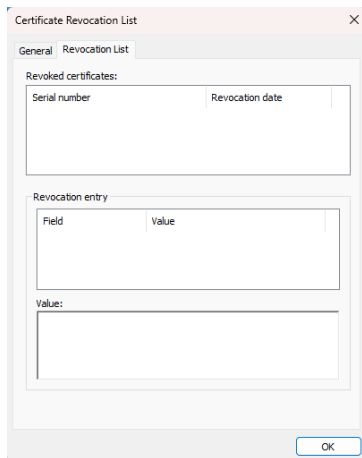 Certificate Revocation List
General Revocation List
Revoked certificates:
Serial number Revocation date
Revocation entry
Field Value
Value:
OK